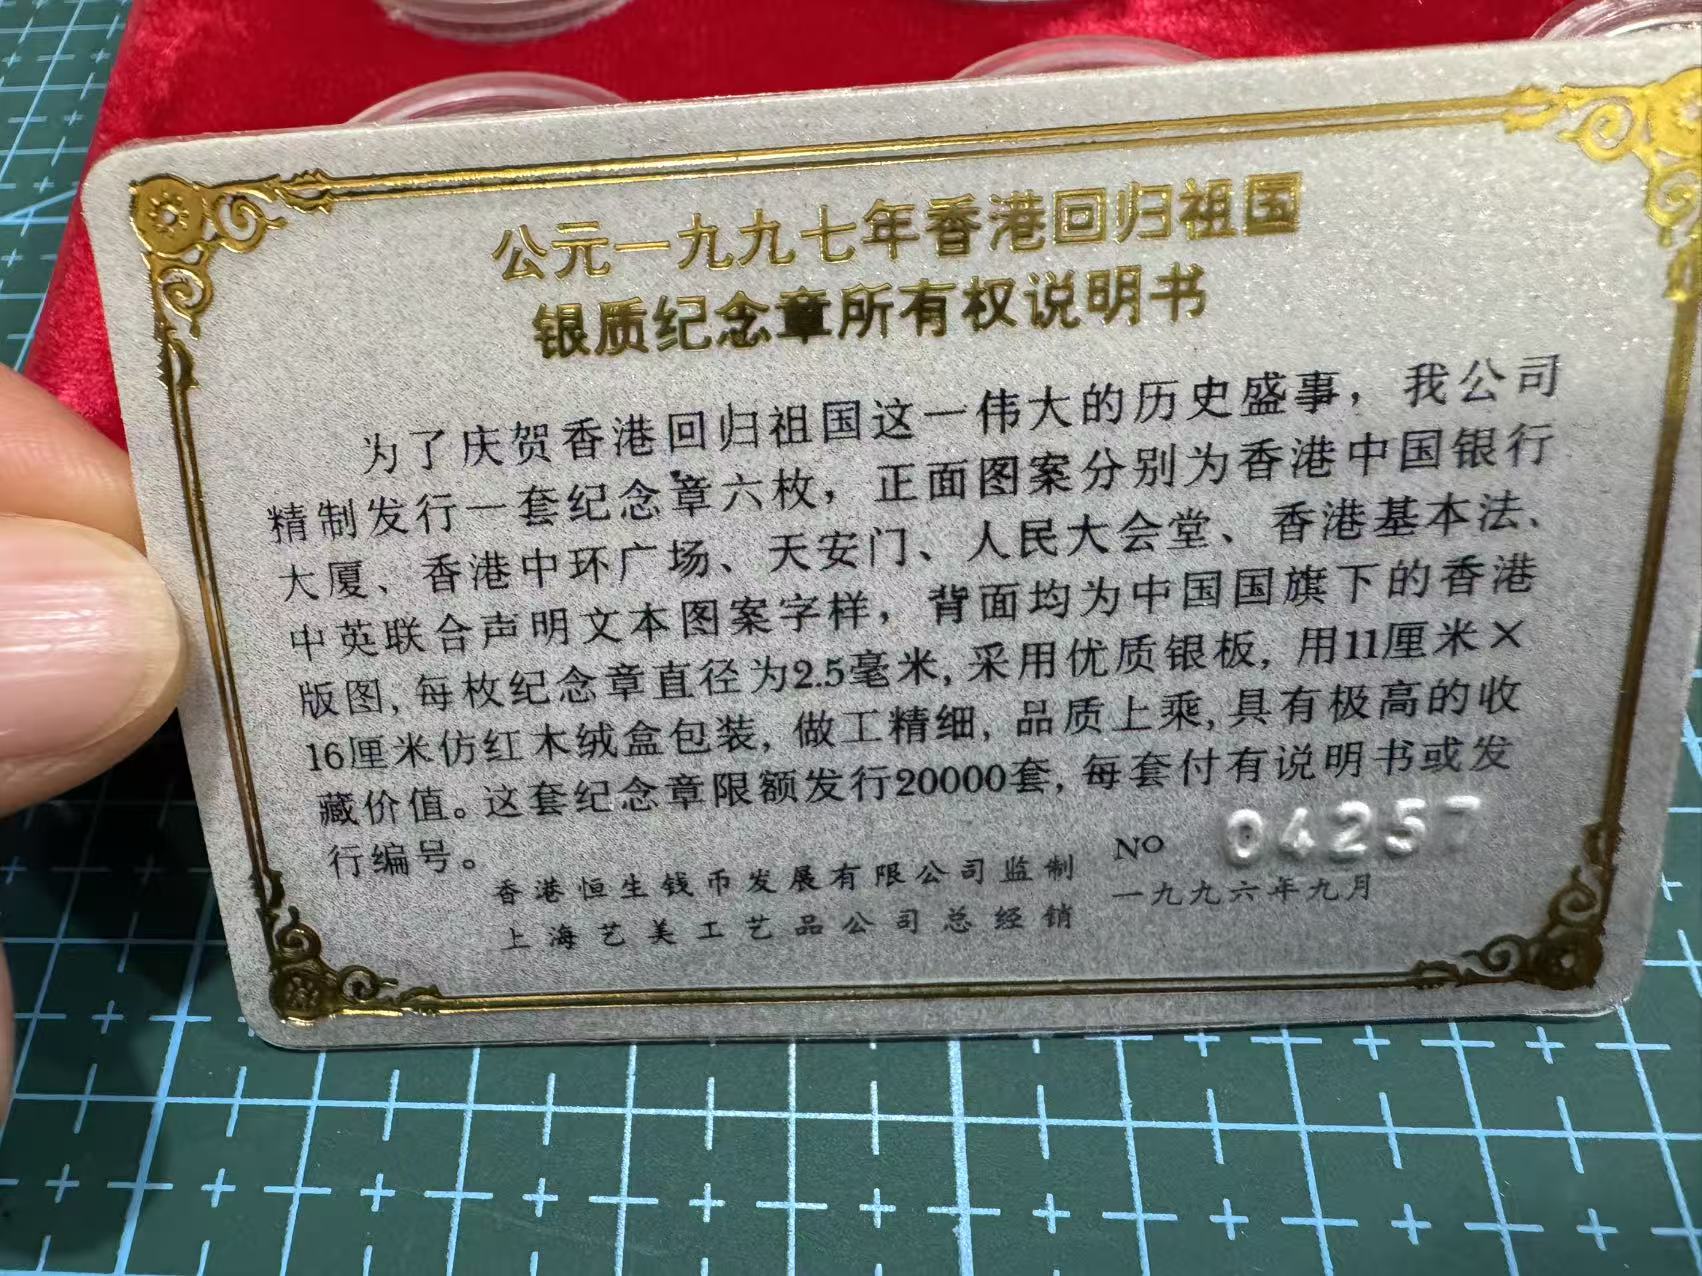 公元一九九七年香港回归祖国
银质纪念章所有权说明书
为了庆贺香港回归祖国这一伟大的历史盛事，我公司
精制发行一套纪念章六枚，正面图案分别为香港中国银行
大厦、香港中环广场、天安门、人民大会堂、香港基本法、
中英联合声明文本图案字样，背面均为中国国旗下的香港
版图,每枚纪念章直径为2.5毫米,采用优质银板,用11厘米×
16厘米仿红木绒盒包装,做工精细,品质上乘,具有极高的收
藏价值。这套纪念章限额发行20000套,每套付有说明书或发
行编号。
NO 04257
香港恒生钱币发展有限公司监制
一九九六年九月
上海艺美工艺品公司总经销